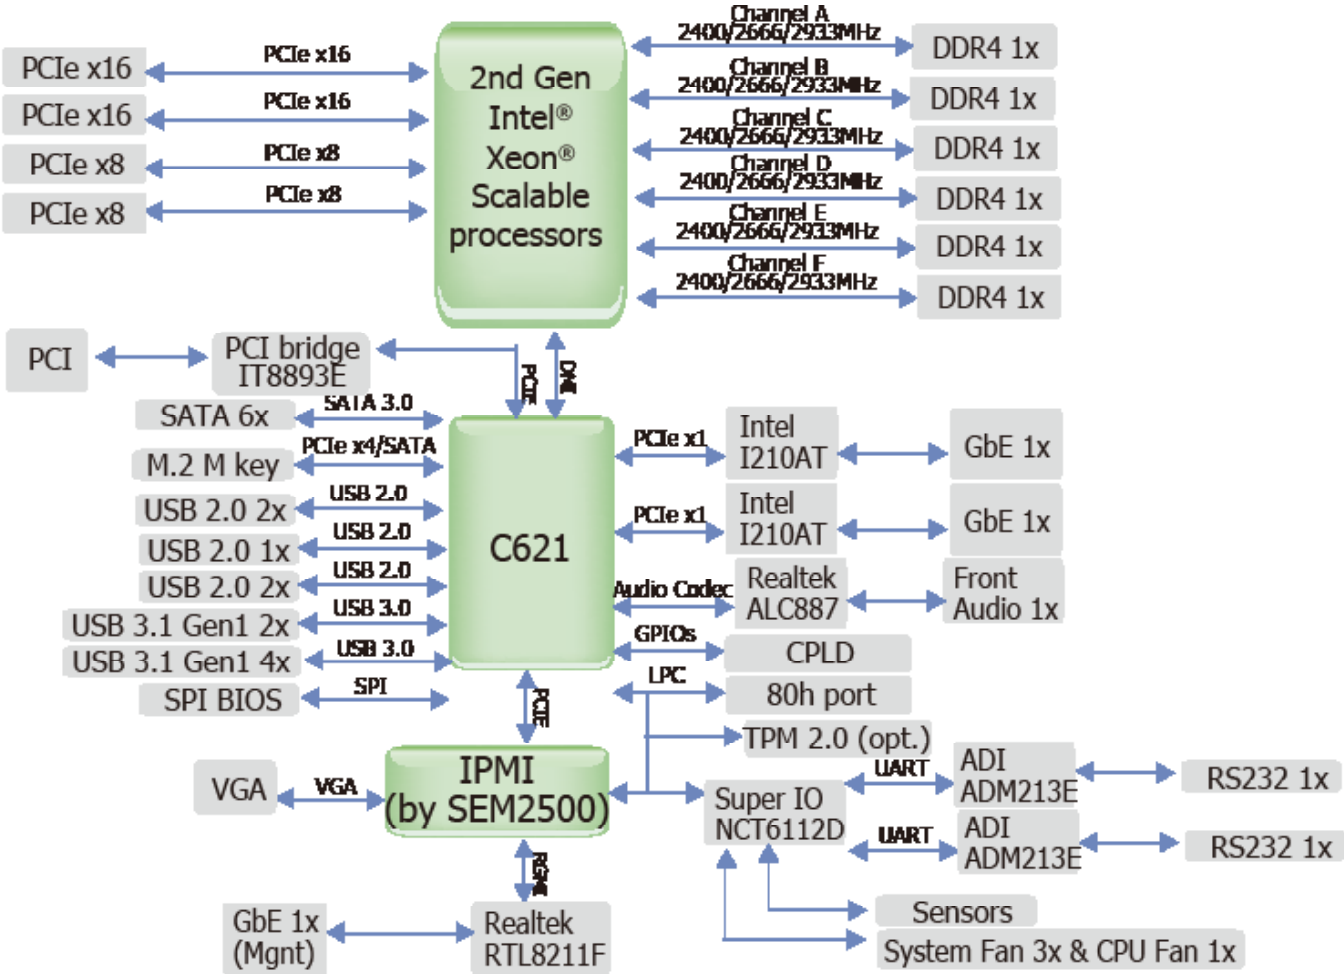 Channel A
2400/2666/2933MHz
DDR4 1x
PCIe x16
PCIe x16
2nd Gen
Intel®
Xeon®
Scalable
processors
Channel B
2400/2666/2933MHz
DDR4 1x
PCIe x16
PCIe x16
Channel C
2400/2666/2933MHz
DDR4 1x
PCIe x8
PCIe x8
Channel D
2400/2666/2933MHz
DDR4 1x
PCIe x8
PCIe x8
Channel E
2400/2666/2933MHz
DDR4 1x
Channel F
2400/2666/2933MHz
DDR4 1x
PCI
PCI bridge
IT8893E
PCIE
DMI
SATA 6x
SATA 3.0
M.2 M key
PCIe x4/SATA
USB 2.0 2x
USB 2.0
USB 2.0 1x
USB 2.0
USB 2.0 2x
USB 2.0
USB 3.1 Gen1 2x
USB 3.0
USB 3.1 Gen1 4x
USB 3.0
SPI BIOS
SPI
C621
PCIe x1
Intel
I210AT
GbE 1x
PCIe x1
Intel
I210AT
GbE 1x
Audio Codec
Realtek
ALC887
Front
Audio 1x
GPIOs
CPLD
LPC
80h port
TPM 2.0 (opt.)
PCIE
VGA
VGA
IPMI
(by SEM2500)
Super IO
NCT6112D
UART
ADI
ADM213E
RS232 1x
UART
ADI
ADM213E
RS232 1x
RGMII
GbE 1x
(Mgnt)
Realtek
RTL8211F
Sensors
System Fan 3x & CPU Fan 1x